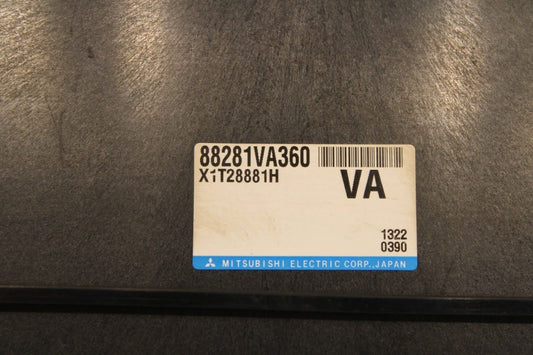 88281VA360
X1T28881H
VA
1322
0390
MITSUBISHI ELECTRIC CORP.,JAPAN